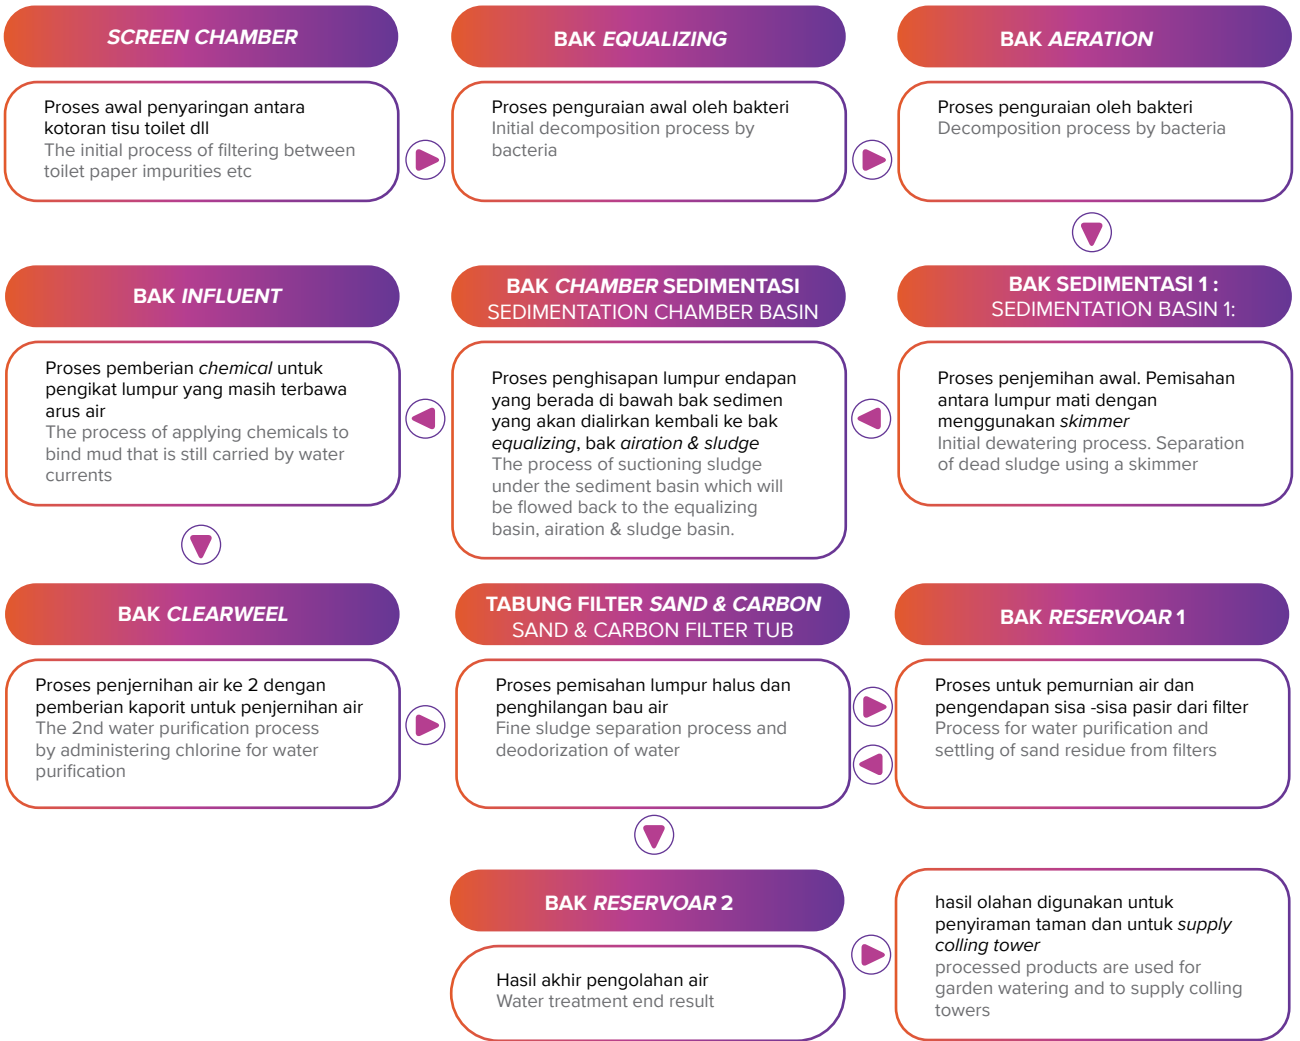 SCREEN CHAMBER
Proses awal penyaringan antara
kotoran tisu toilet dll
The initial process of filtering between
toilet paper impurities etc
BAK EQUALIZING
Proses penguraian awal oleh bakteri
Initial decomposition process by
bacteria
BAK AERATION
Proses penguraian oleh bakteri
Decomposition process by bacteria
BAK SEDIMENTASI 1 :
SEDIMENTATION BASIN 1:
Proses penjemihan awal. Pemisahan
antara lumpur mati dengan
menggunakan skimmer
Initial dewatering process. Separation
of dead sludge using a skimmer
BAK CHAMBER SEDIMENTASI
SEDIMENTATION CHAMBER BASIN
Proses penghisapan lumpur endapan
yang berada di bawah bak sedimen
yang akan dialirkan kembali ke bak
equalizing, bak airation & sludge
The process of suctioning sludge
under the sediment basin which will
be flowed back to the equalizing
basin, airation & sludge basin.
BAK INFLUENT
Proses pemberian chemical untuk
pengikat lumpur yang masih terbawa
arus air
The process of applying chemicals to
bind mud that is still carried by water
currents
BAK CLEARWEEL
Proses penjernihan air ke 2 dengan
pemberian kaporit untuk penjernihan air
The 2nd water purification process
by administering chlorine for water
purification
TABUNG FILTER SAND & CARBON
SAND & CARBON FILTER TUB
Proses pemisahan lumpur halus dan
penghilangan bau air
Fine sludge separation process and
deodorization of water
BAK RESERVOAR 1
Proses untuk pemurnian air dan
pengendapan sisa -sisa pasir dari filter
Process for water purification and
settling of sand residue from filters
BAK RESERVOAR 2
Hasil akhir pengolahan air
Water treatment end result
hasil olahan digunakan untuk
penyiraman taman dan untuk supply
colling tower
processed products are used for
garden watering and to supply colling
towers